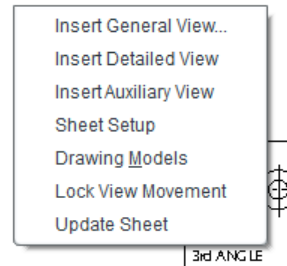 Insert General View...
Insert Detailed View
Insert Auxiliary View
Sheet Setup
Drawing Models
Lock View Movement
Update Sheet
3rd ANGLE